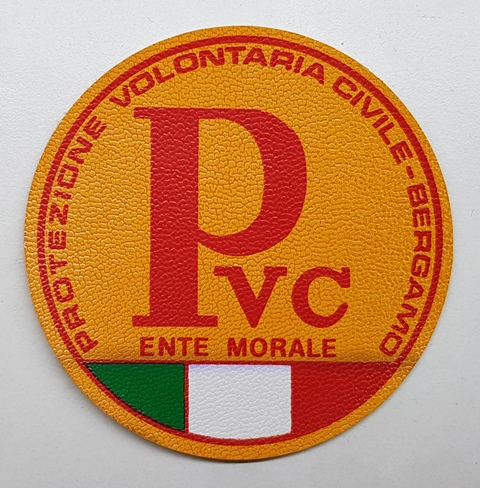 PROTEZIONE VOLONTARIA CIVILE-BERGAMO
PVC
ENTE MORALE